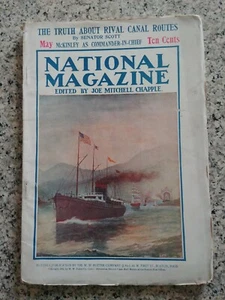 THE TRUTH ABOUT RIVAL CANAL ROUTES
By SENATOR SCOTT
May McKINLEY AS COMMANDER-IN-CHIEF Ten Cents
NATIONAL
MAGAZINE
EDITED BY JOE MITCHELL CHAPPLE